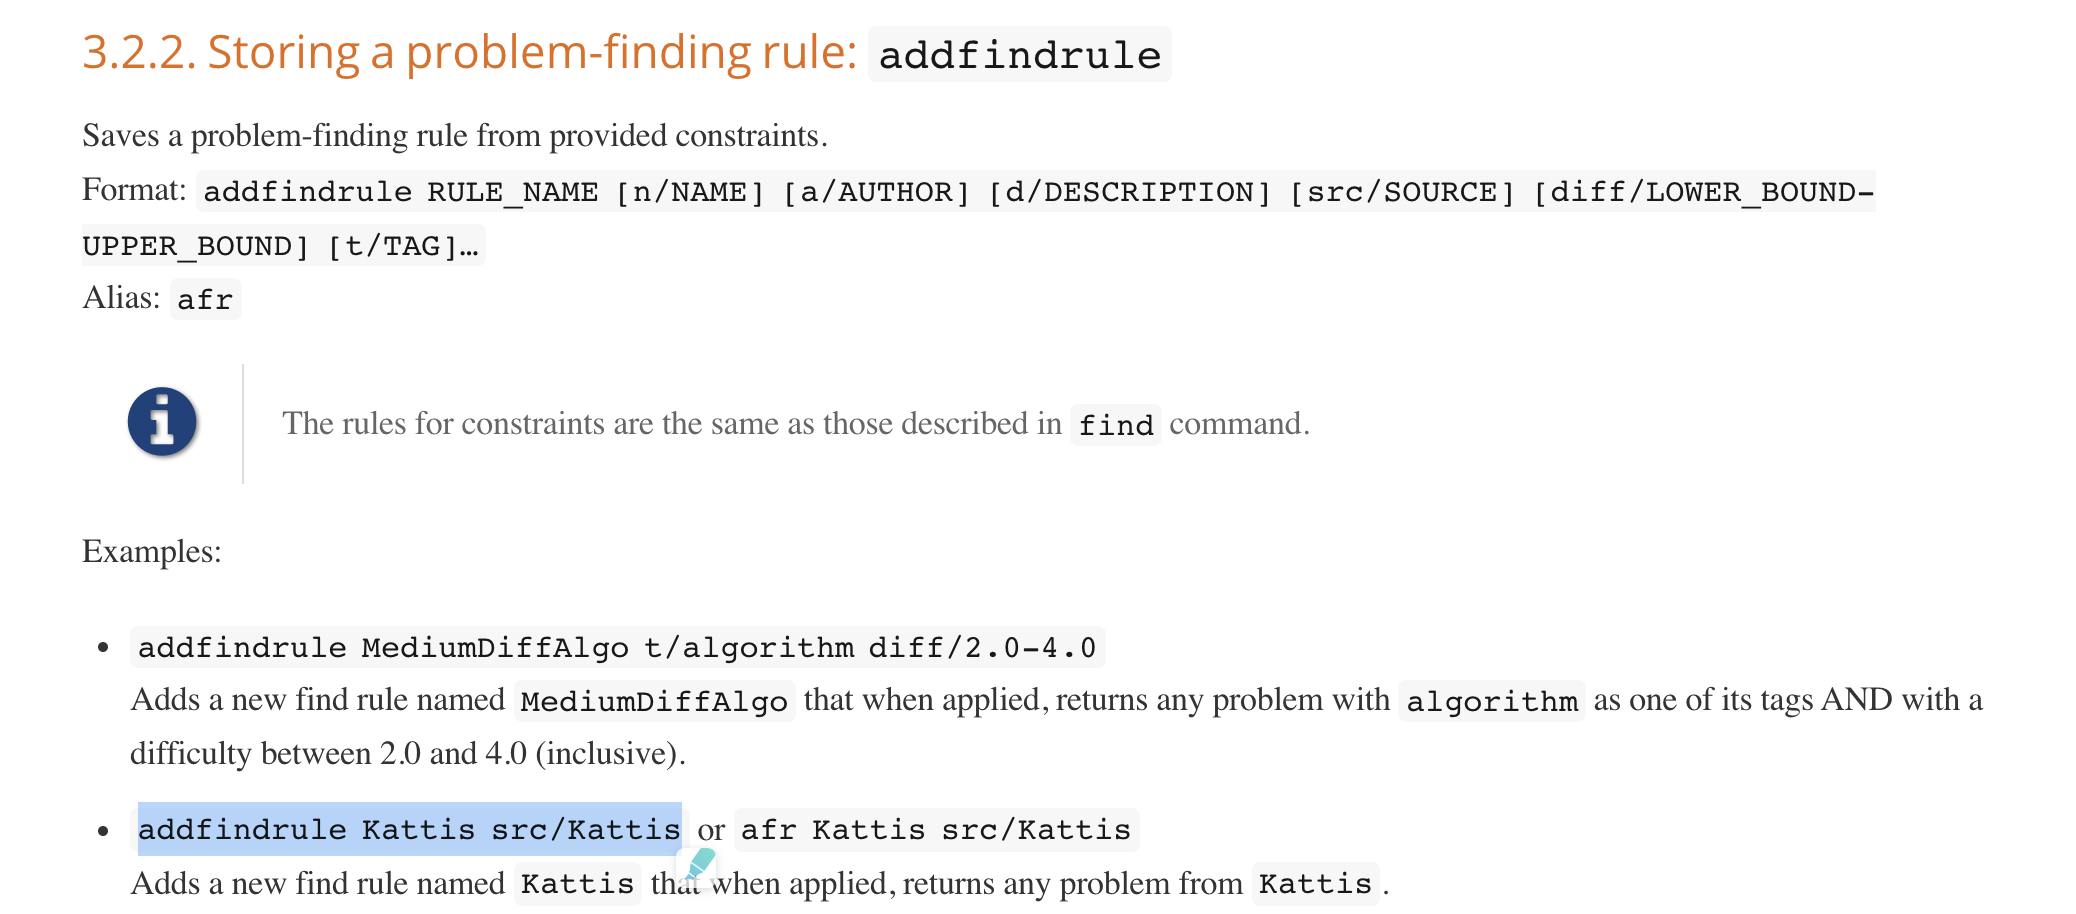 3.2.2. Storing a problem-finding rule: addfindrule
Saves a problem-finding rule from provided constraints.
Format: addfindrule RULE_NAME [n/NAME] [a/AUTHOR] [d/DESCRIPTION] [src/SOURCE] [diff/LOWER_BOUND-
UPPER_BOUND] [t/TAG]…
Alias: afr
The rules for constraints are the same as those described in find command.
Examples:
• addfindrule MediumDiffAlgo t/algorithm diff/2.0-4.0
Adds a new find rule named MediumDiffAlgo that when applied, returns any problem with algorithm as one of its tags AND with a
difficulty between 2.0 and 4.0 (inclusive).
• addfindrule Kattis src/Kattis or afr Kattis src/Kattis
Adds a new find rule named Kattis that when applied, returns any problem from Kattis.